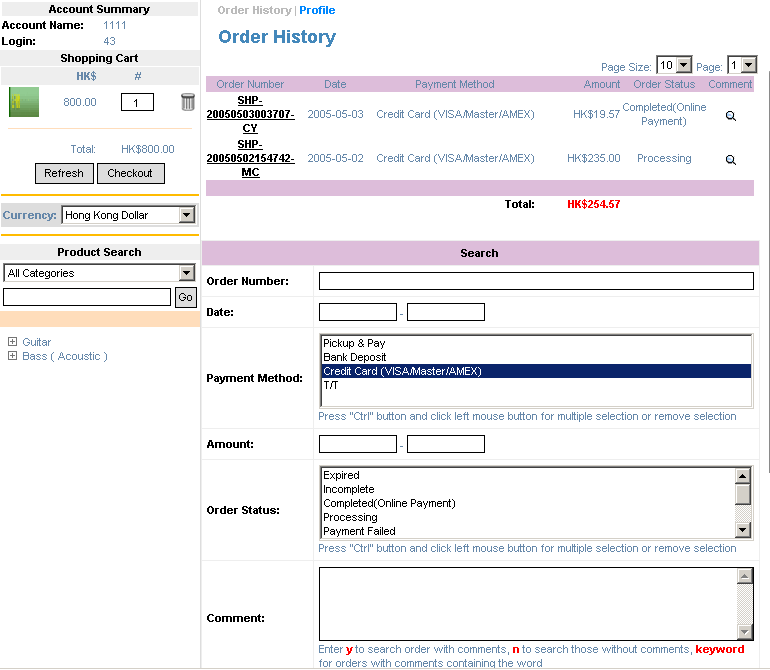 Account Summary
Account Name: 1111
Login: 43
Shopping Cart
HK$ #
800.00 1
Total: HK$800.00
Refresh Checkout
Currency: Hong Kong Dollar
Product Search
All Categories
Go
Guitar
Bass ( Acoustic )
Order History | Profile
Order History
Page Size: 10 Page: 1
Order Number Date Payment Method Amount Order Status Comment
SHP-
20050503003707-
CY
2005-05-03 Credit Card (VISA/Master/AMEX) HK$19.57 Completed(Online
Payment)
SHP-
20050502154742-
MC
2005-05-02 Credit Card (VISA/Master/AMEX) HK$235.00 Processing
Total: HK$254.57
Search
Order Number:
Date: -
Payment Method:
Pickup & Pay
Bank Deposit
Credit Card (VISA/Master/AMEX)
T/T
Press "Ctrl" button and click left mouse button for multiple selection or remove selection
Amount: -
Order Status:
Expired
Incomplete
Completed(Online Payment)
Processing
Payment Failed
Press "Ctrl" button and click left mouse button for multiple selection or remove selection
Comment:
Enter y to search order with comments, n to search those without comments, keyword
for orders with comments containing the word